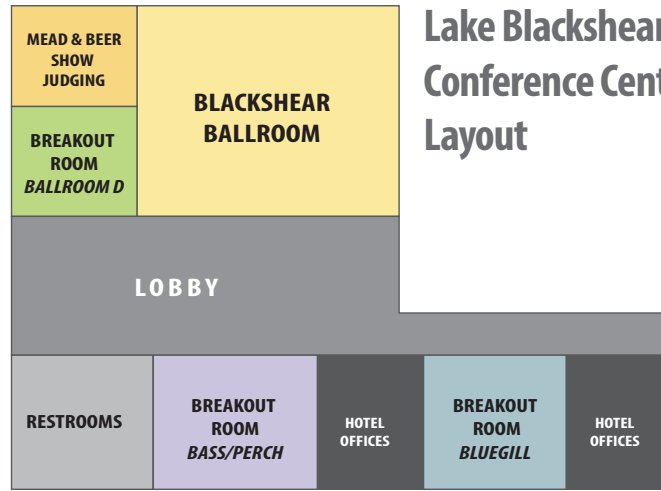 Lake Blackshear
Conference Cent
Layout
MEAD & BEER
SHOW
JUDGING
BLACKSHEAR
BALLROOM
BREAKOUT
ROOM
BALLROOM D
LOBBY
RESTROOMS
BREAKOUT
ROOM
BASS/PERCH
HOTEL
OFFICES
BREAKOUT
ROOM
BLUEGILL
HOTEL
OFFICES